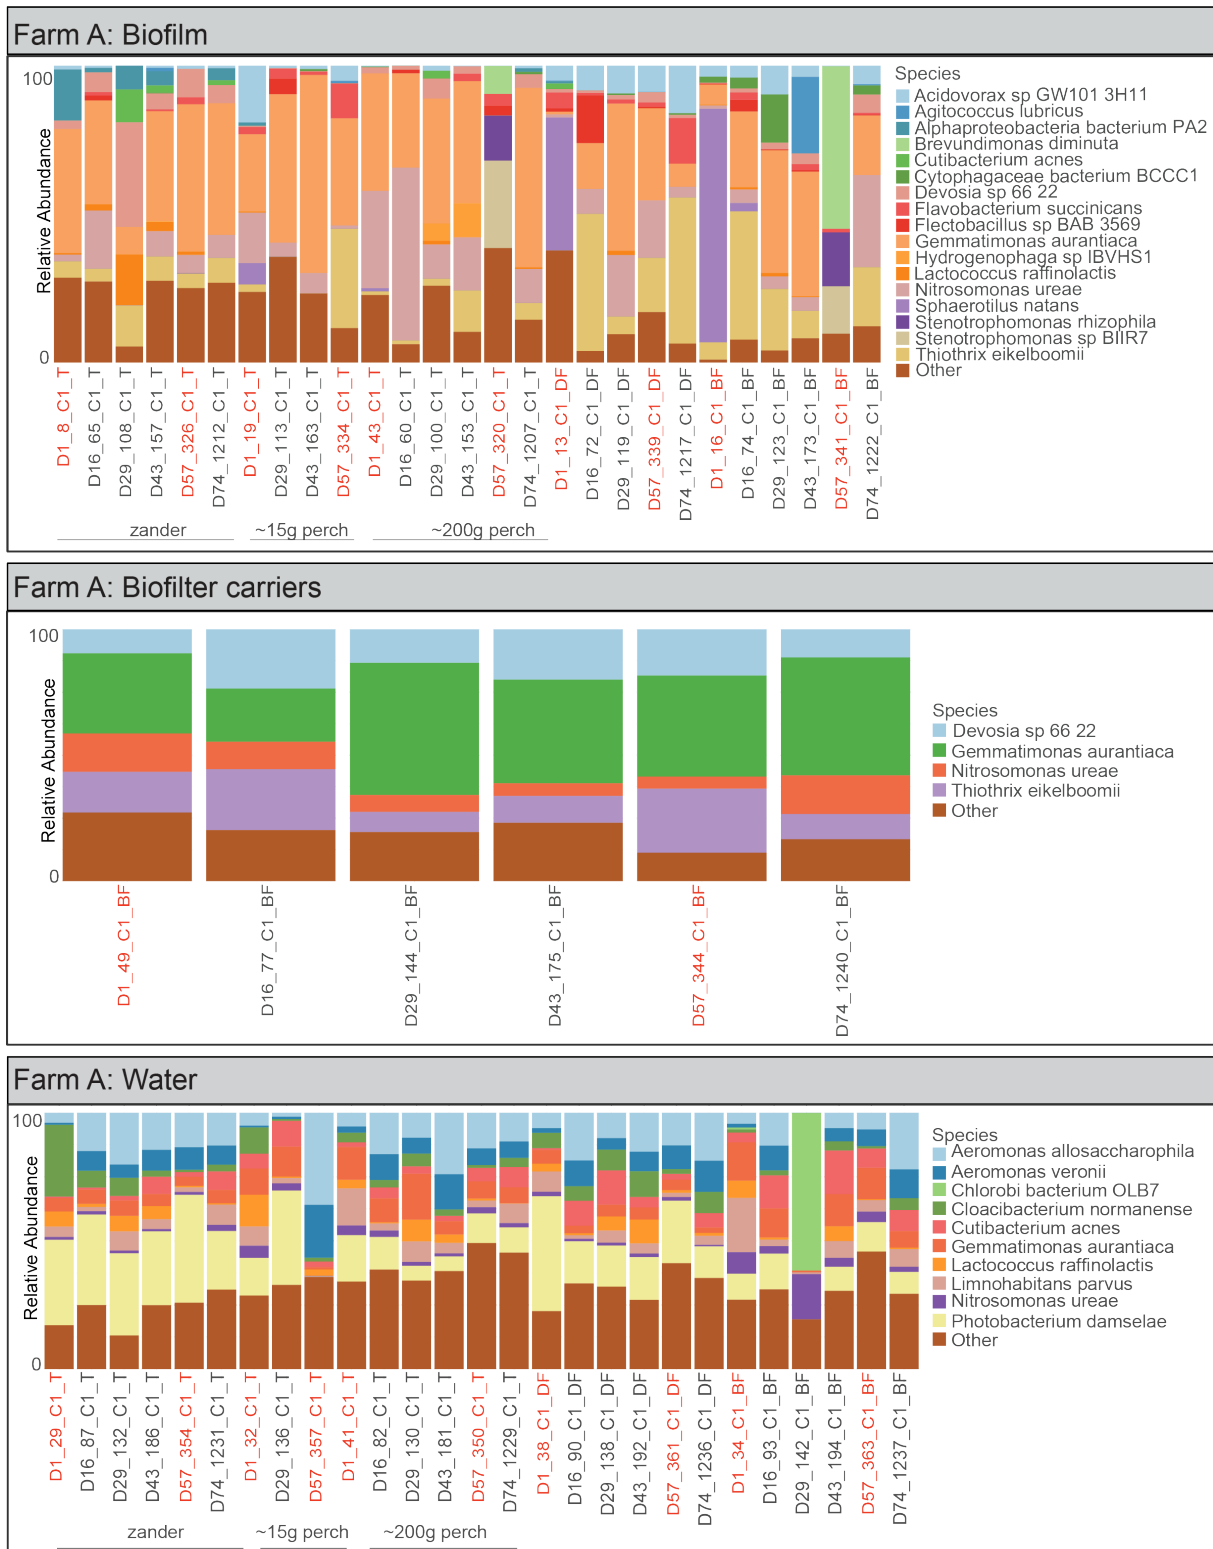 Farm A: Biofilm
100
Relative Abundance
0
Species
Acidovorax sp GW101 3H11
Agitococcus lubricus
Alphaproteobacteria bacterium PA2
Brevundimonas diminuta
Cutibacterium acnes
Cytophagaceae bacterium BCCC1
Devosia sp 66 22
Flavobacterium succinicans
Flectobacillus sp BAB 3569
Gemmatimonas aurantiaca
Hydrogenophaga sp IBVHS1
Lactococcus raffinolactis
Nitrosomonas ureae
Sphaerotilus natans
Stenotrophomonas rhizophila
Stenotrophomonas sp BIIR7
Thiothrix eikelboomii
Other
D1_8_C1_T
D16_65_C1_T
D29_108_C1_T
D43_157_C1_T
D57_326_C1_T
D74_1212_C1_T
D1_19_C1_T
D29_113_C1_T
D43_163_C1_T
D57_334_C1_T
D1_43_C1_T
D16_60_C1_T
D29_100_C1_T
D43_153_C1_T
D57_320_C1_T
D74_1207_C1_T
D1_13_C1_DF
D16_72_C1_DF
D29_119_C1_DF
D57_339_C1_DF
D74_1217_C1_DF
D1_16_C1_BF
D16_74_C1_BF
D29_123_C1_BF
D43_173_C1_BF
D57_341_C1_BF
D74_1222_C1_BF
zander
~15g perch
~200g perch
Farm A: Biofilter carriers
100
Relative Abundance
0
Species
Devosia sp 66 22
Gemmatimonas aurantiaca
Nitrosomonas ureae
Thiothrix eikelboomii
Other
D1_49_C1_BF
D16_77_C1_BF
D29_144_C1_BF
D43_175_C1_BF
D57_344_C1_BF
D74_1240_C1_BF
Farm A: Water
100
Relative Abundance
0
Species
Aeromonas allosaccharophila
Aeromonas veronii
Chlorobi bacterium OLB7
Cloacibacterium normanense
Cutibacterium acnes
Gemmatimonas aurantiaca
Lactococcus raffinolactis
Limnohabitans parvus
Nitrosomonas ureae
Photobacterium damselae
Other
D1_29_C1_T
D16_87_C1_T
D29_132_C1_T
D43_186_C1_T
D57_354_C1_T
D74_1231_C1_T
D1_32_C1_T
D29_136_C1_T
D57_357_C1_T
D1_41_C1_T
D16_82_C1_T
D29_130_C1_T
D43_181_C1_T
D57_350_C1_T
D74_1229_C1_T
D1_38_C1_DF
D16_90_C1_DF
D29_138_C1_DF
D43_192_C1_DF
D57_361_C1_DF
D74_1236_C1_DF
D1_34_C1_BF
D16_93_C1_BF
D29_142_C1_BF
D43_194_C1_BF
D57_363_C1_BF
D74_1237_C1_BF
zander
~15g perch
~200g perch